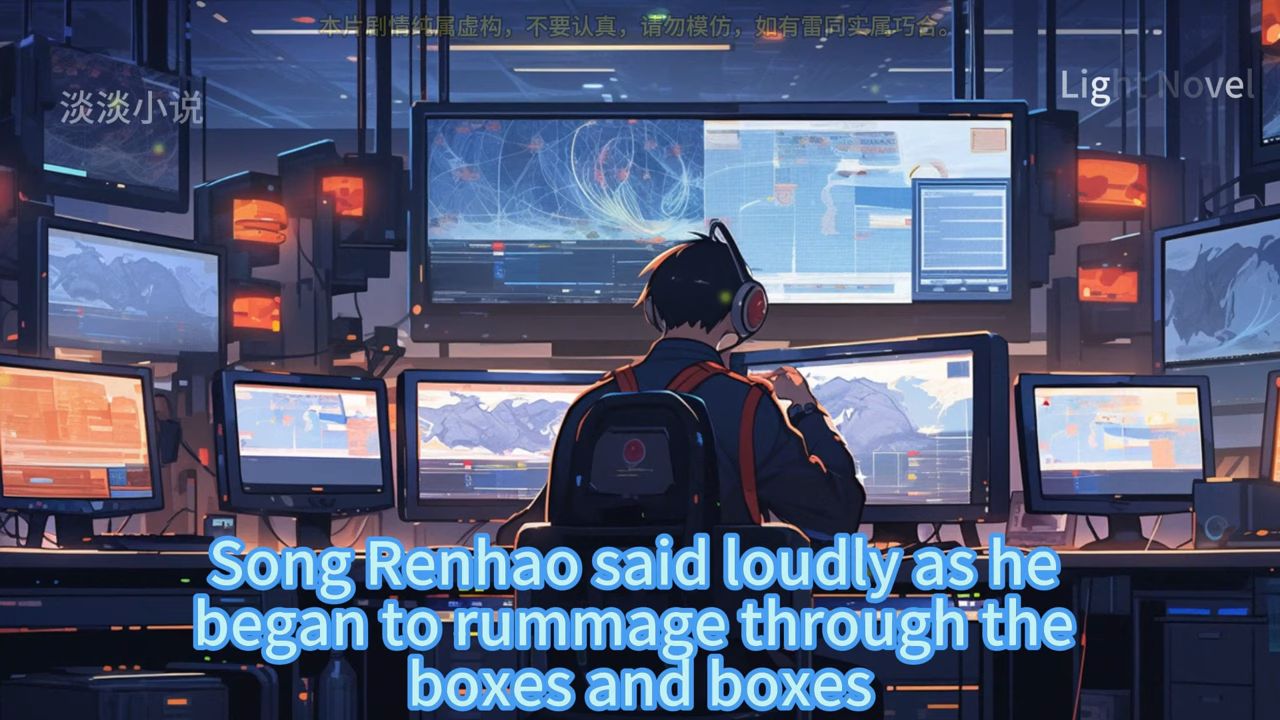 本片剧情纯属虚构，不要认真，请勿模仿，如有雷同实属巧合。
淡淡小说
Light Novel
Song Renhao said loudly as he
began to rummage through the
boxes and boxes